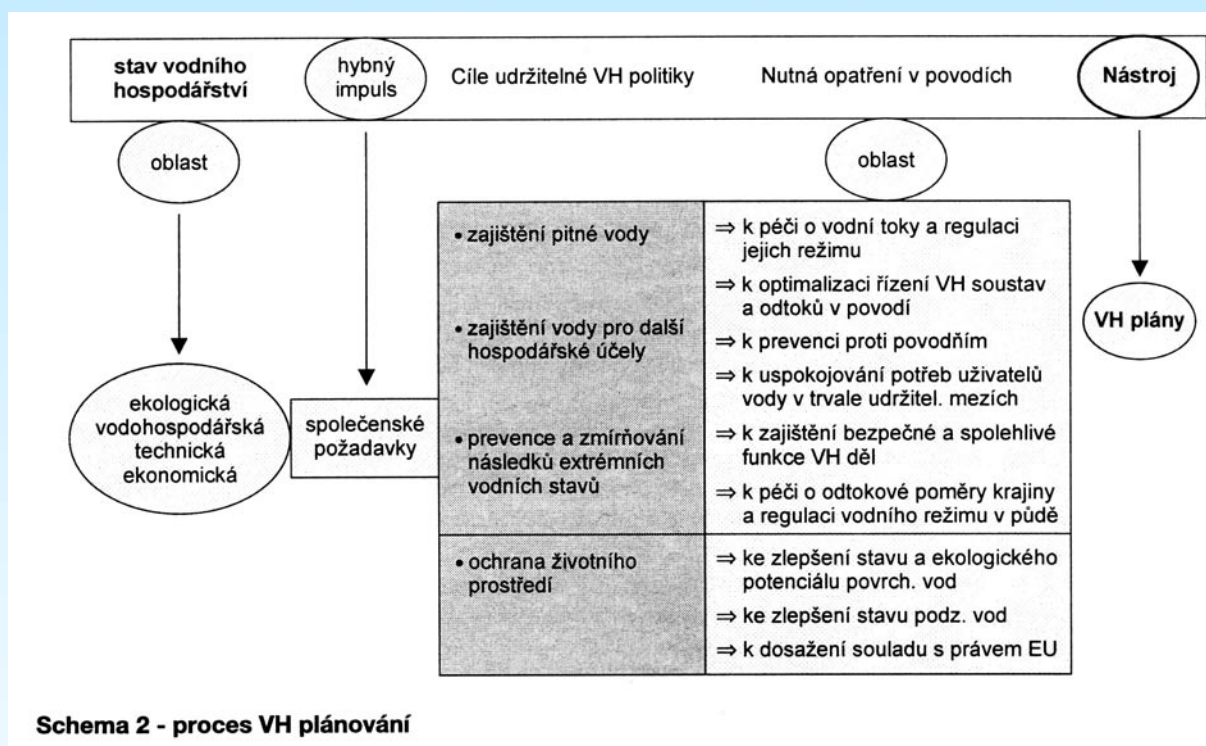 stav vodního
hospodářství
hybný
impuls
Cíle udržitelné VH politiky
Nutná opatření v povodích
Nástroj
oblast
oblast
ekologická
vodohospodářská
technická
ekonomická
společenské
požadavky
• zajištění pitné vody
• zajištění vody pro další
hospodářské účely
• prevence a zmírňování
následků extrémních
vodních stavů
• ochrana životního
prostředí
⇒ k péči o vodní toky a regulaci
jejich režimu
⇒ k optimalizaci řízení VH soustav
a odtoků v povodí
⇒ k prevenci proti povodňím
⇒ k uspokojování potřeb uživatelů
vody v trvale udržitel. mezích
⇒ k zajištění bezpečné a spolehlivé
funkce VH děl
⇒ k péči o odtokové poměry krajiny
a regulaci vodního režimu v půdě
⇒ ke zlepšení stavu a ekologického
potenciálu povrch. vod
⇒ ke zlepšení stavu podz. vod
⇒ k dosažení souladu s právem EU
VH plány
Schema 2 - proces VH plánování